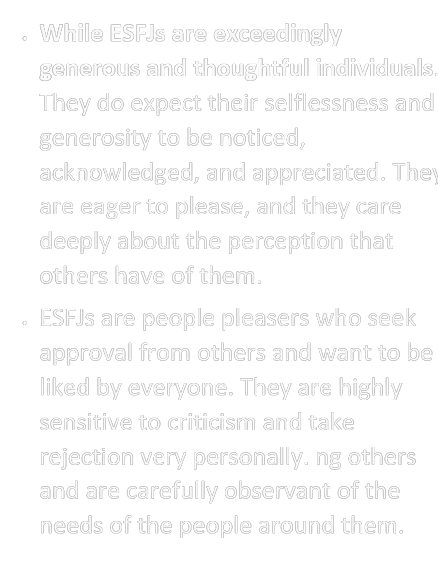 • While ESFJs are exceedingly
generous and thoughtful individuals.
They do expect their selflessness and
generosity to be noticed,
acknowledged, and appreciated. They
are eager to please, and they care
deeply about the perception that
others have of them.
• ESFJs are people pleasers who seek
approval from others and want to be
liked by everyone. They are highly
sensitive to criticism and take
rejection very personally. ng others
and are carefully observant of the
needs of the people around them.